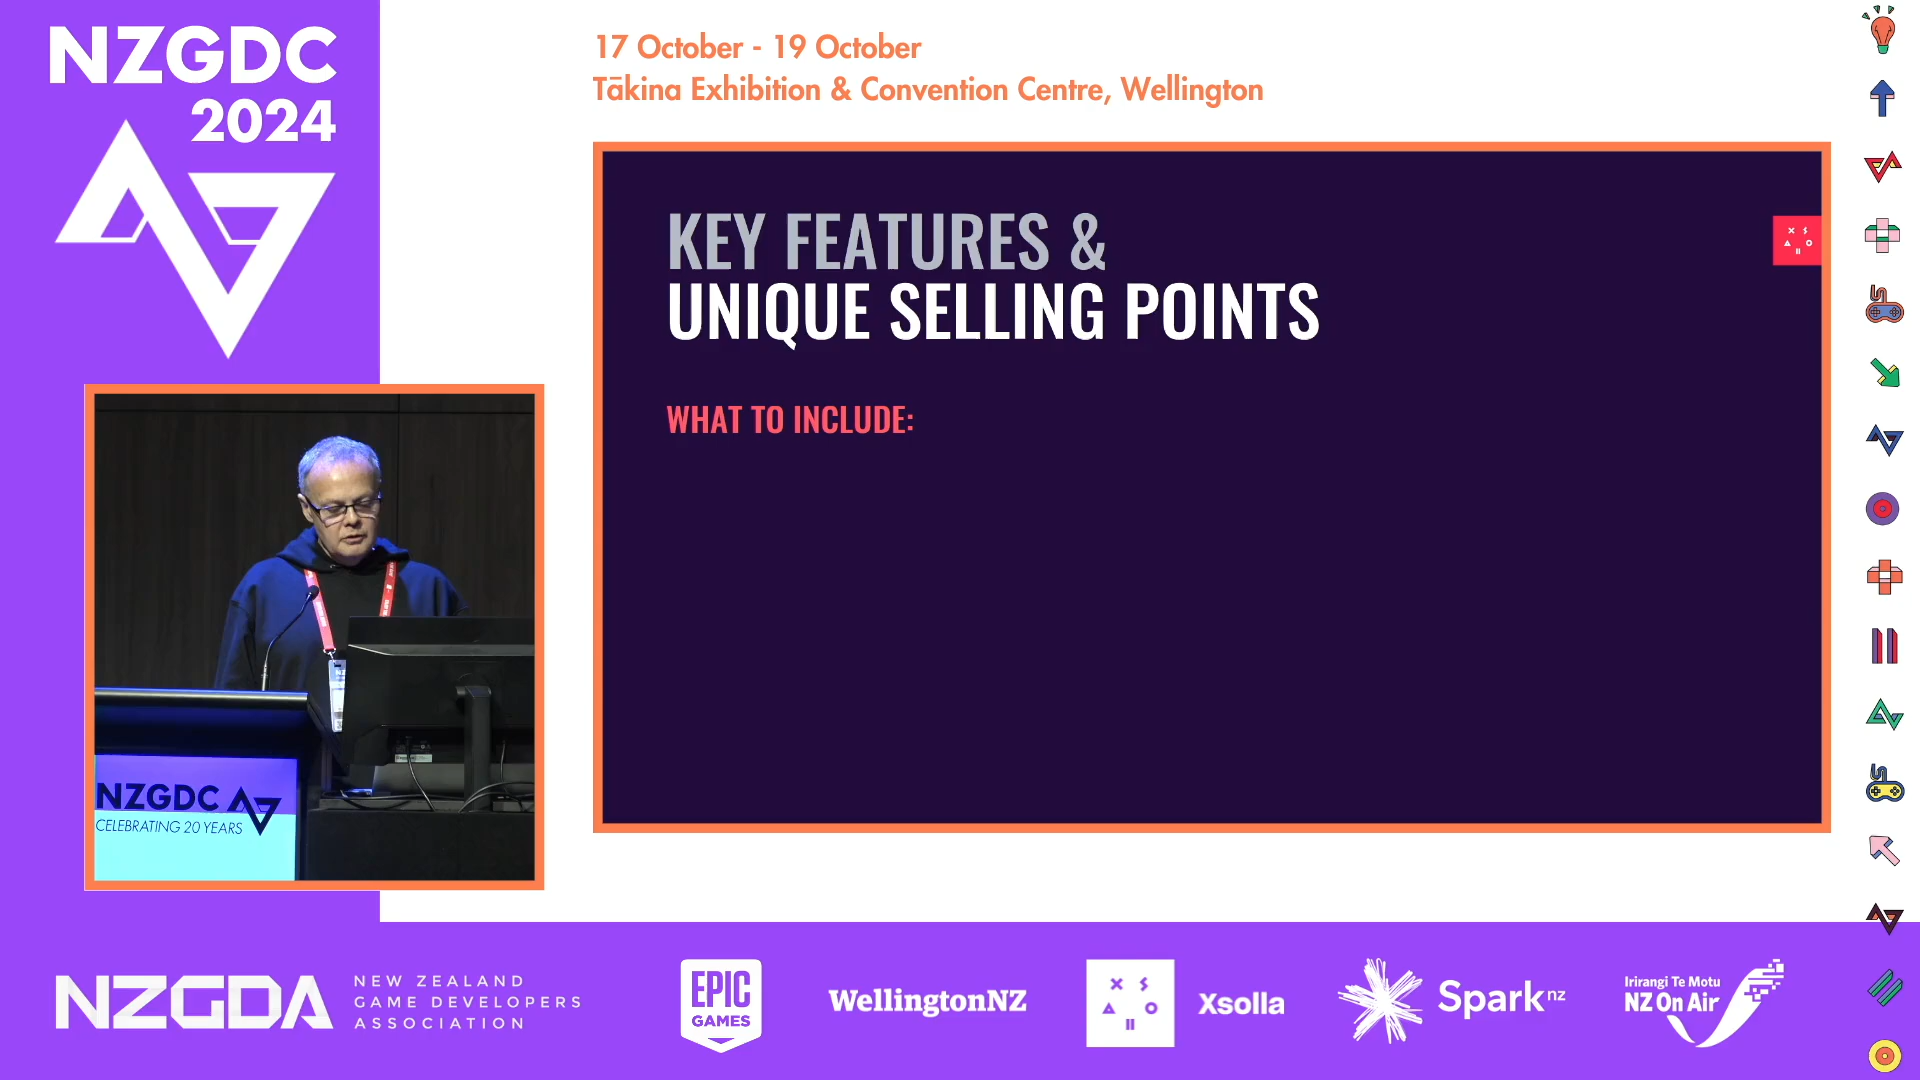 NZGDC
2024
17 October - 19 October
Tākina Exhibition & Convention Centre, Wellington
KEY FEATURES &
UNIQUE SELLING POINTS
WHAT TO INCLUDE:
NZGDC
CELEBRATING 20 YEARS
NZGDA
NEW ZEALAND
GAME DEVELOPERS
ASSOCIATION
EPIC
GAMES
WellingtonNZ
Xsolla
Spark nz
Irirangi Te Motu
NZ On Air